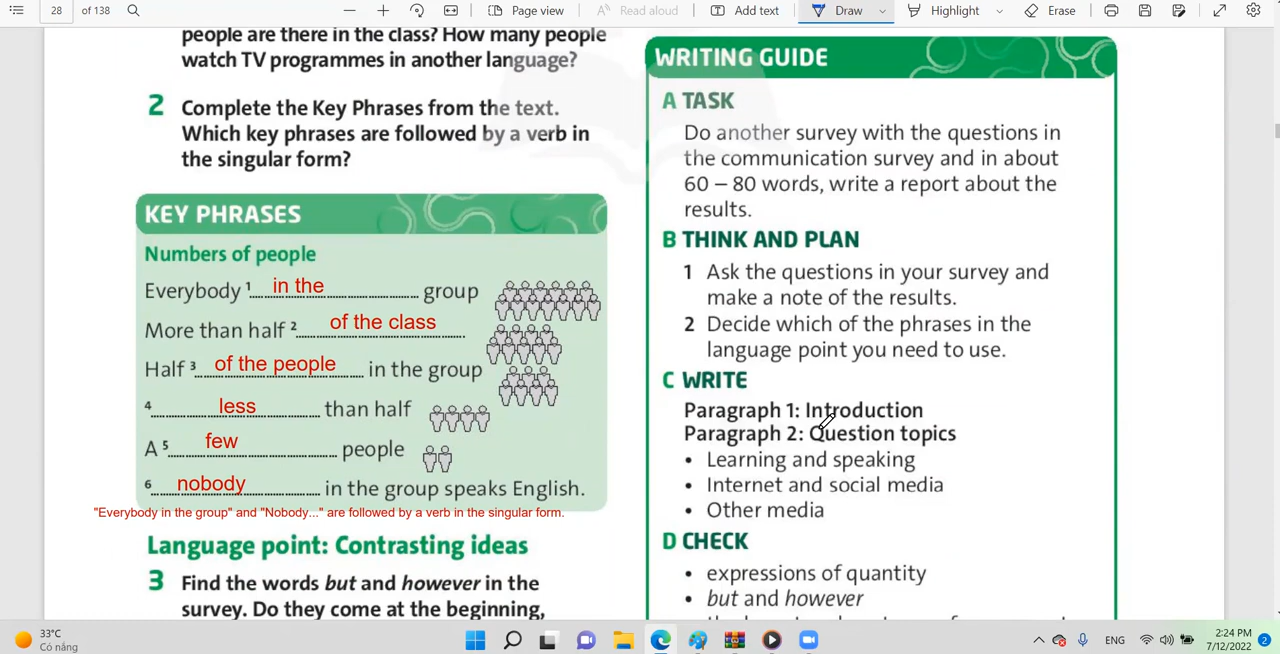 28
of 138
Page view
Read aloud
Add text
Draw
Highlight
Erase
people are there in the class? How many people
watch TV programmes in another language?
2 Complete the Key Phrases from the text.
Which key phrases are followed by a verb in
the singular form?
KEY PHRASES
Numbers of people
Everybody 1 in the group
More than half 2 of the class
Half 3 of the people in the group
4 less than half
A 5 few people
6 nobody in the group speaks English.
"Everybody in the group" and "Nobody..." are followed by a verb in the singular form.
Language point: Contrasting ideas
3 Find the words but and however in the
survey. Do they come at the beginning,
WRITING GUIDE
A TASK
Do another survey with the questions in
the communication survey and in about
60 – 80 words, write a report about the
results.
B THINK AND PLAN
1 Ask the questions in your survey and
make a note of the results.
2 Decide which of the phrases in the
language point you need to use.
C WRITE
Paragraph 1: Introduction
Paragraph 2: Question topics
• Learning and speaking
• Internet and social media
• Other media
D CHECK
• expressions of quantity
• but and however
33°C
Có nắng
ENG
2:24 PM
7/12/2022
2